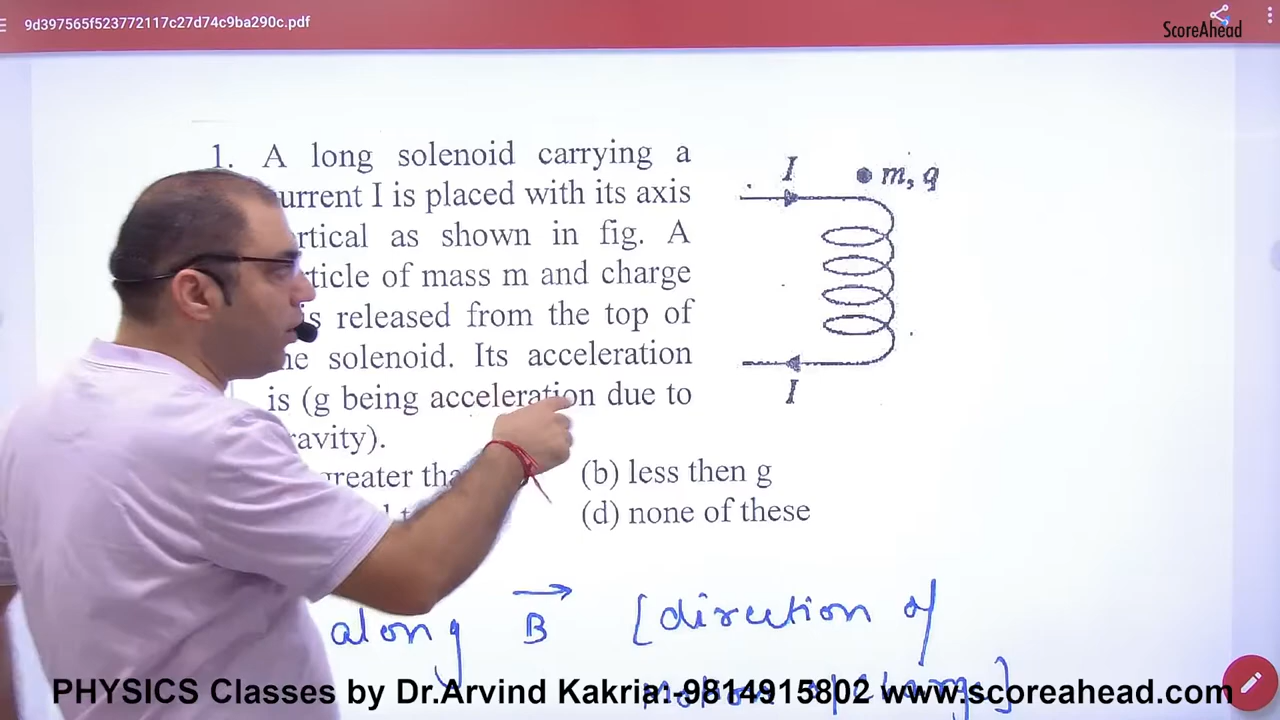 9d397565f523772117c27d74c9ba290c.pdf
ScoreAhead
1. A long solenoid carrying a
urrent I is placed with its axis
rtical as shown in fig. A
ticle of mass m and charge
is released from the top of
e solenoid. Its acceleration
is (g being acceleration due to
ravity).
greater tha (b) less then g
(d) none of these
I
m, q
I
along B [direction of
PHYSICS Classes by Dr.Arvind Kakria:-9814915802 www.scoreahead.com